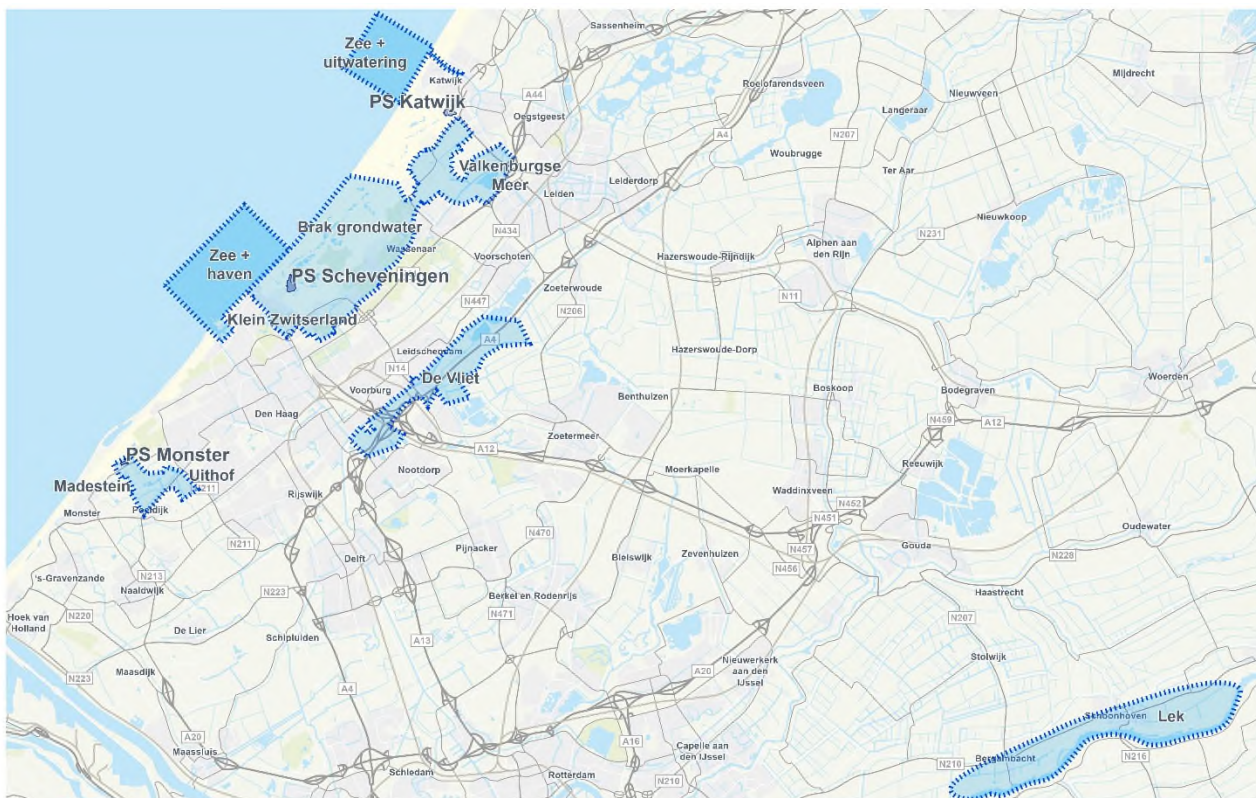 Sassenheim
Zee +
uitwatering
Katwijk
Mijdrecht
Roelofarendsveen
Nieuwveen
A44
PS Katwijk
Langeraar
Oegstgeest
A4
N207
Woubrugge
Valkenburgse
Meer
Leiderdorp
Ter Aar
Leiden
Nieuwkoop
Brak grondwater
N434
N231
Wassenaar
Voorschoten
Hazerswoude-Rijndijk
Alphen aan
den Rijn
Zee +
haven
PS Scheveningen
Zoeterwoude
N11
N447
N206
Klein Zwitserland
A4
Leidschendam
Hazerswoude-Dorp
N14
De Vliet
Voorburg
Boskoop
Bodegraven
Woerden
Benthuizen
Den Haag
N459
A12
Zoetermeer
A12
PS Monster
Nootdorp
Moerkapelle
Reeuwijk
Uithof
Madestein
N211
Rijswijk
Waddinxveen
N452
Monster
Poeldijk
N451
Oudewater
N470
N211
Pijnacker
Gouda
Delft
Bleiswijk
Zevenhuizen
N457
N228
N456
's-Gravenzande
N213
Naaldwijk
N223
Berkel en Rodenrijs
Haastrecht
N220
N471
N207
Hoek van
Holland
De Lier
Schipluiden
A13
Stolwijk
Nieuwerkerk
aan den
IJssel
A20
Maasdijk
N223
A4
Schoonhoven
Lek
A20
A16
Capelle aan
den IJssel
Maassluis
Bergambacht
N210
N216
Schiedam
Rotterdam
N210